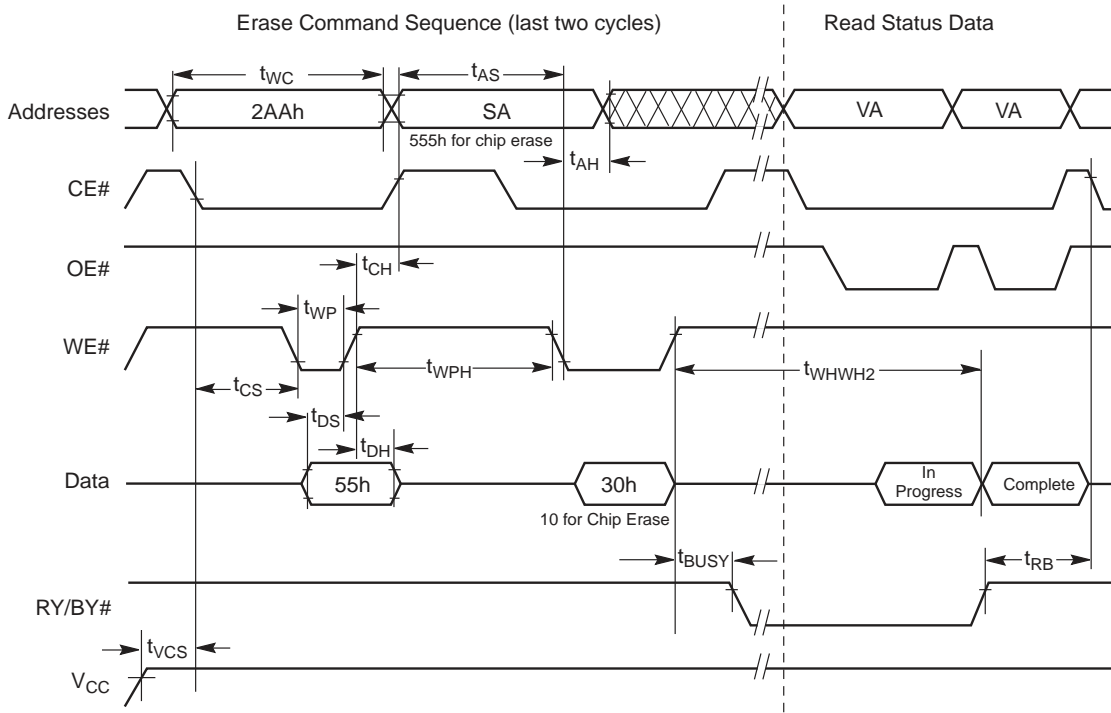 Erase Command Sequence (last two cycles)
Read Status Data
Addresses
tWC
tAS
2AAh
SA
VA
VA
555h for chip erase
tAH
CE#
OE#
tCH
tWP
WE#
tWPH
tWHWH2
tCS
tDS
tDH
Data
55h
30h
In
Progress
Complete
10 for Chip Erase
tBUSY
tRB
RY/BY#
tVCS
VCC